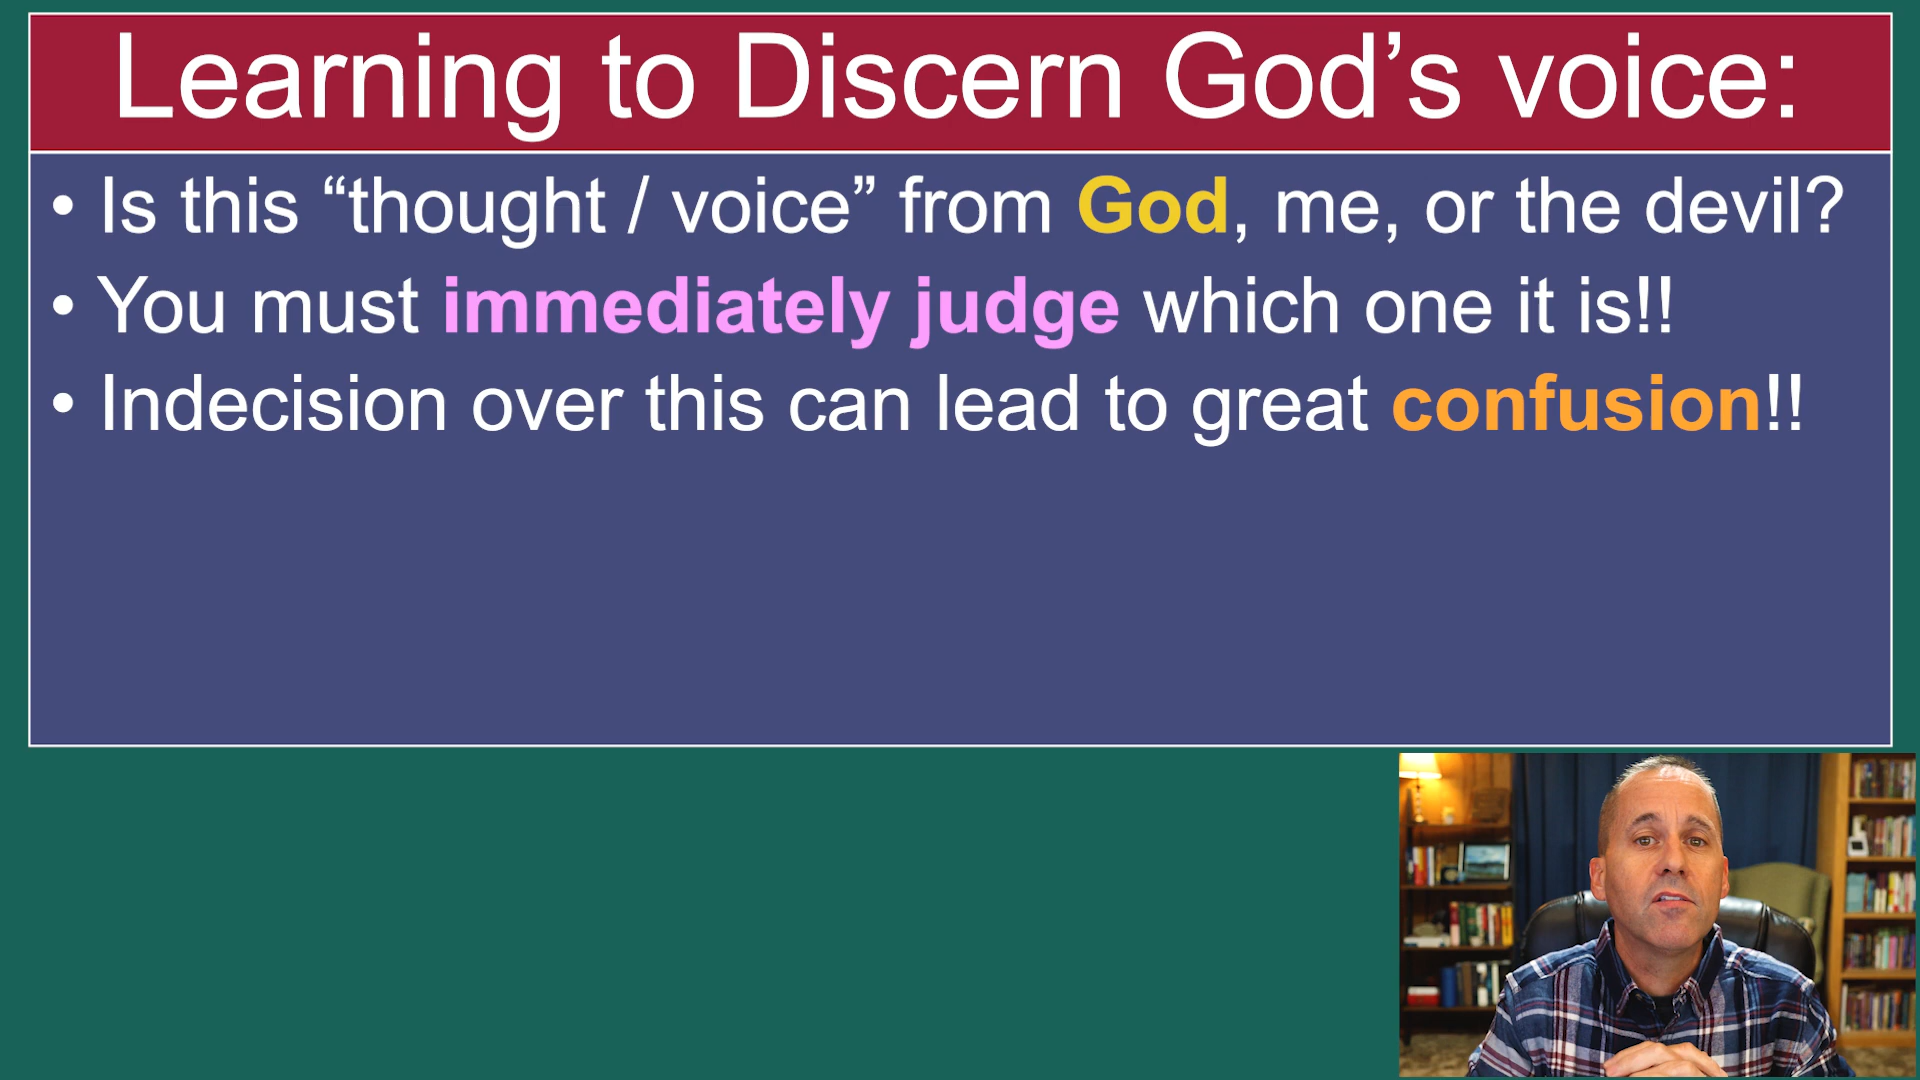 Learning to Discern God’s voice:
• Is this “thought / voice” from God, me, or the devil?
• You must immediately judge which one it is!!
• Indecision over this can lead to great confusion!!